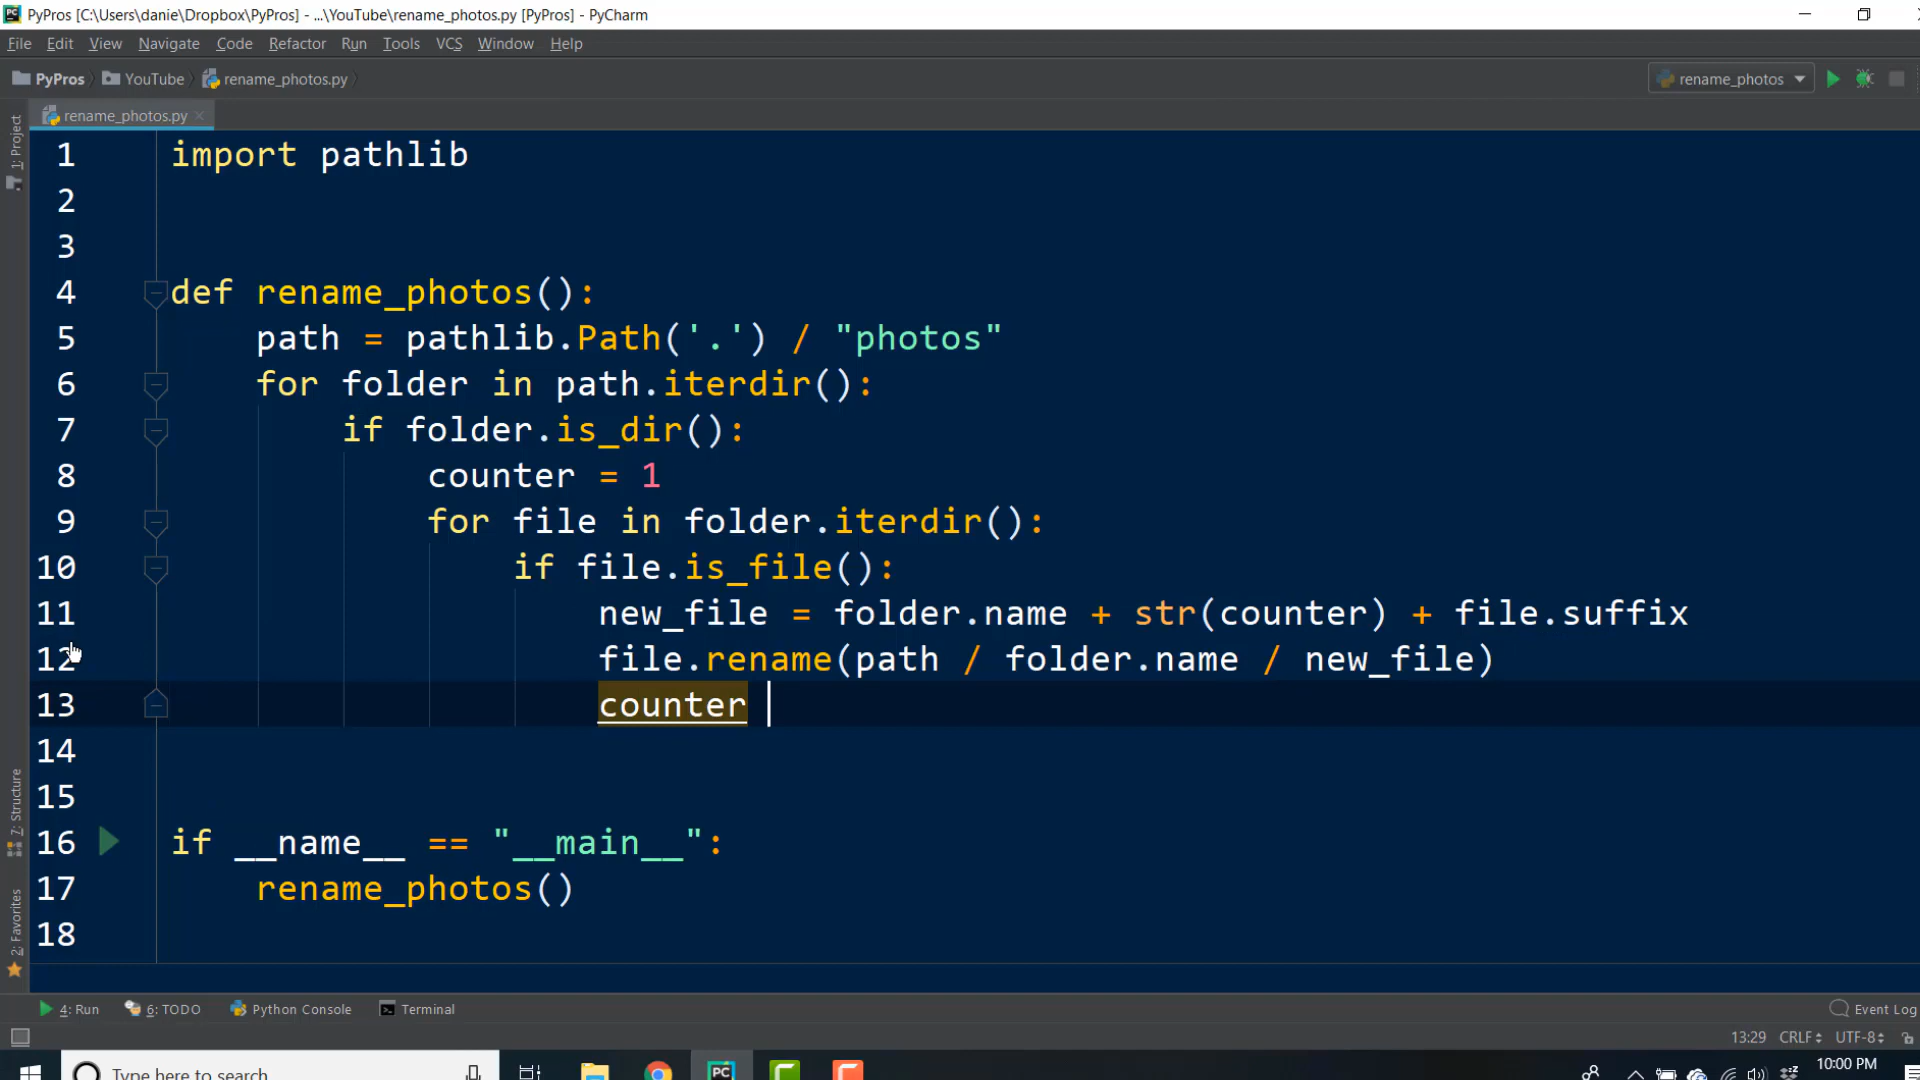 PyPros [C:\Users\danie\Dropbox\PyPros] - ...\YouTube\rename_photos.py [PyPros] - PyCharm
File Edit View Navigate Code Refactor Run Tools VCS Window Help
PyPros YouTube rename_photos.py rename_photos
rename_photos.py
1: Project
7: Structure
2: Favorites
1 import pathlib
2
3
4 def rename_photos():
5     path = pathlib.Path('.') / "photos"
6     for folder in path.iterdir():
7         if folder.is_dir():
8             counter = 1
9             for file in folder.iterdir():
10                 if file.is_file():
11                     new_file = folder.name + str(counter) + file.suffix
12                     file.rename(path / folder.name / new_file)
13                     counter
14
15
16 if __name__ == "__main__":
17     rename_photos()
18
4: Run 6: TODO Python Console Terminal Event Log
13:29 CRLF UTF-8
Type here to search PC 10:00 PM